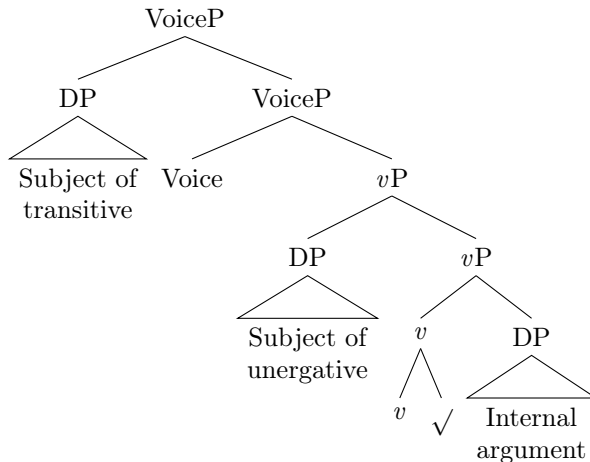 VoiceP
DP VoiceP
Subject of
transitive
Voice vP
DP vP
Subject of
unergative
v DP
v √ Internal
argument